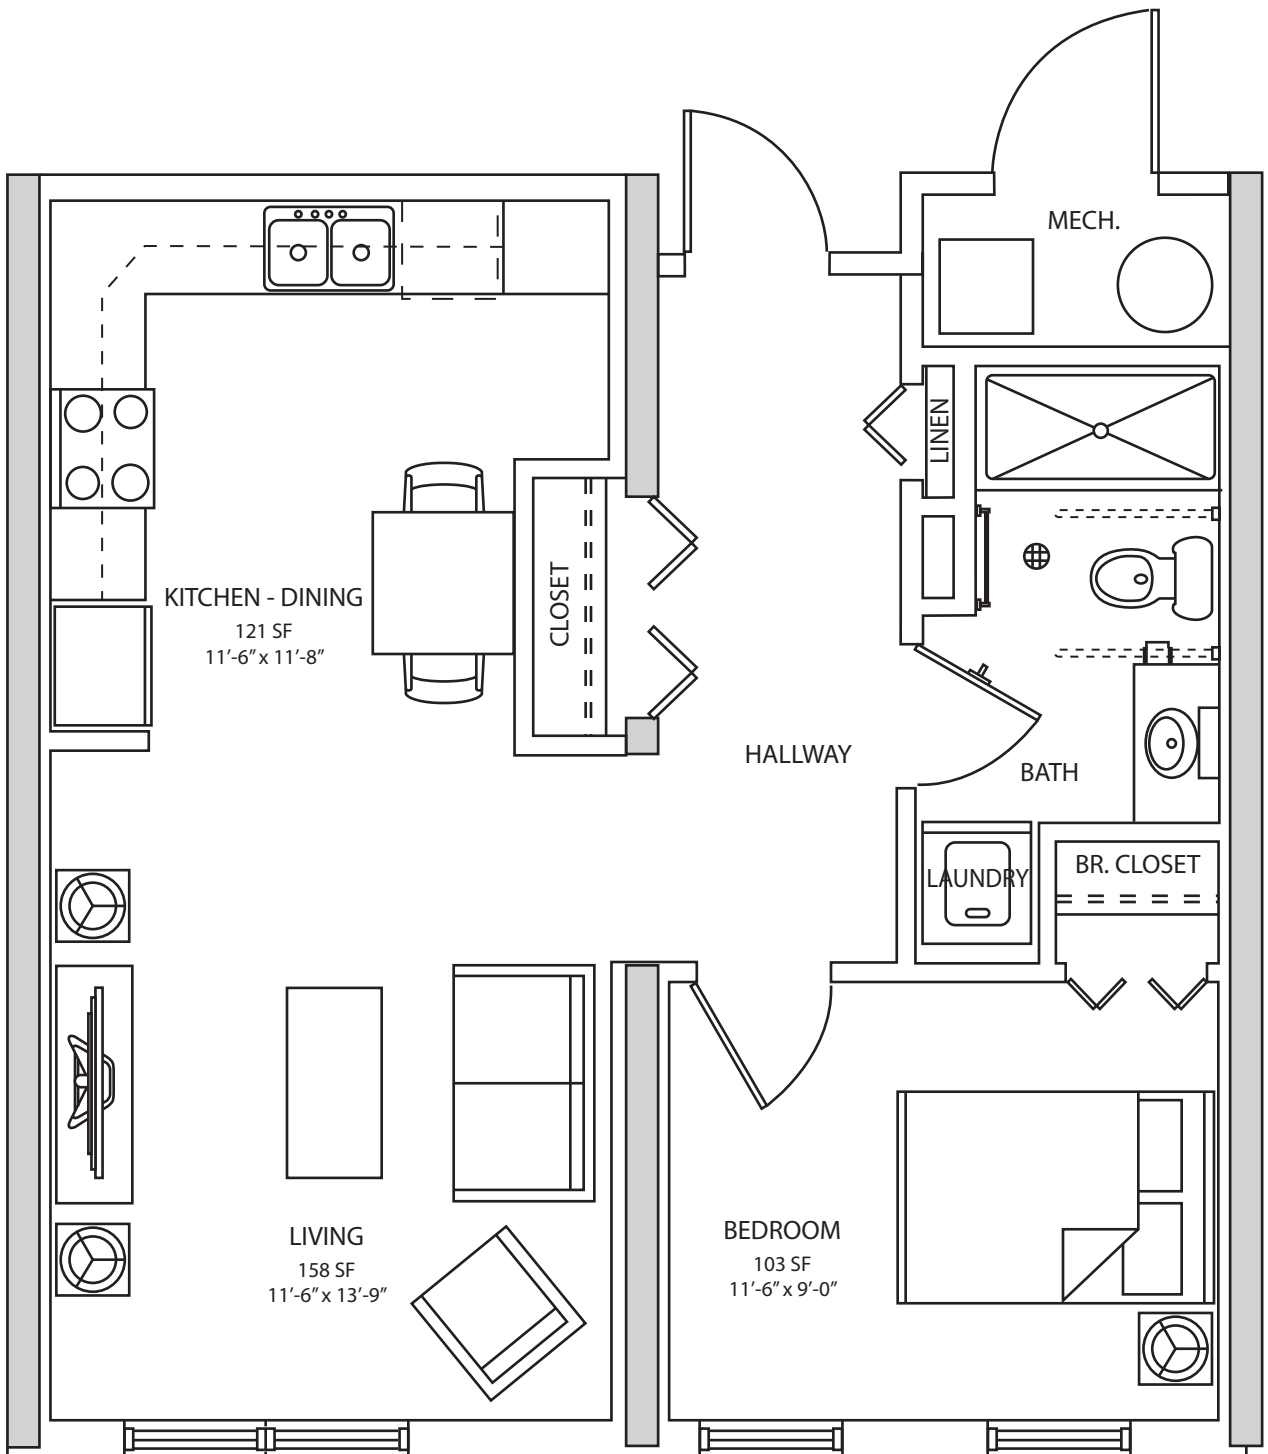 MECH.
LINEN
KITCHEN - DINING
121 SF
11’-6” x 11’-8”
CLOSET
HALLWAY
BATH
LAUNDRY
BR. CLOSET
LIVING
158 SF
11’-6” x 13’-9”
BEDROOM
103 SF
11’-6” x 9’-0”